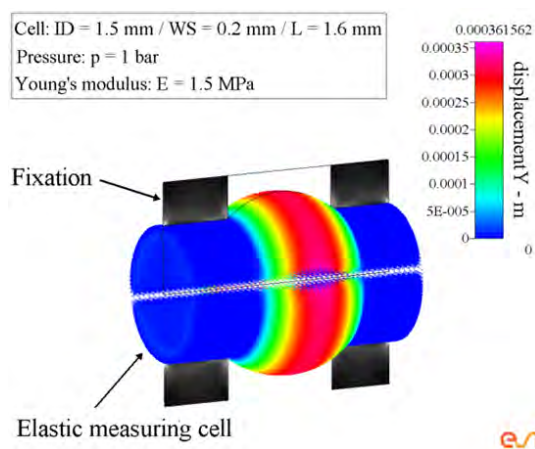 Cell: ID = 1.5 mm / WS = 0.2 mm / L = 1.6 mm
Pressure: p = 1 bar
Young's modulus: E = 1.5 MPa
0.000361562
0.00035
0.0003
0.00025
0.0002
0.00015
0.0001
5E-005
0
0
displacementY - m
Fixation
Elastic measuring cell